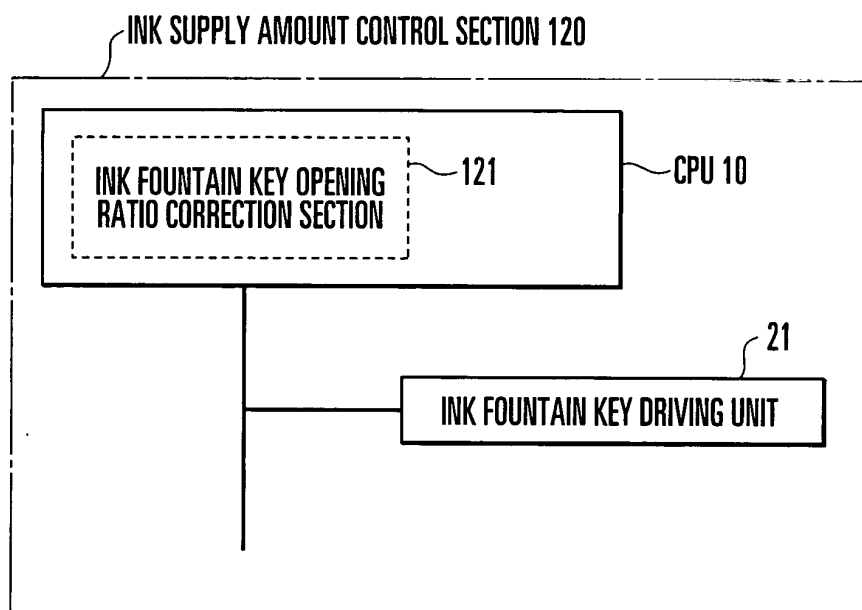 INK SUPPLY AMOUNT CONTROL SECTION 120
INK FOUNTAIN KEY OPENING
RATIO CORRECTION SECTION
121
CPU 10
21
INK FOUNTAIN KEY DRIVING UNIT